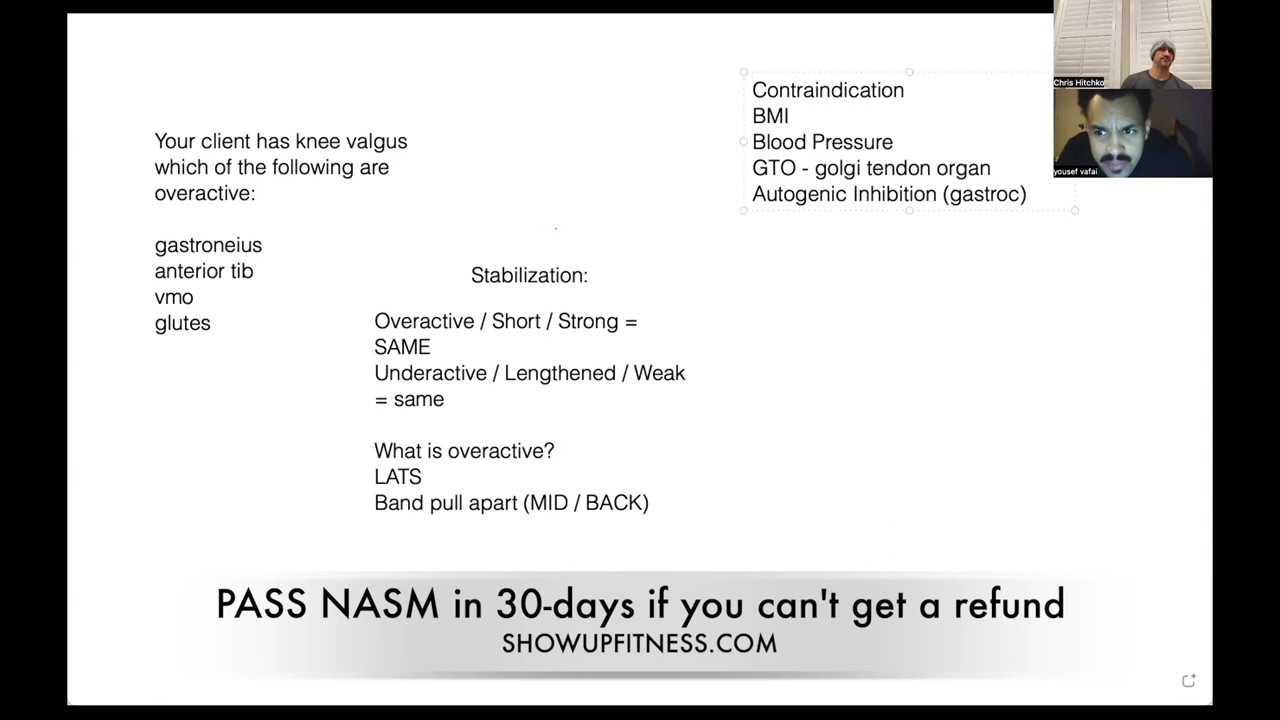 Your client has knee valgus
which of the following are
overactive:
gastroneius
anterior tib
vmo
glutes
Stabilization:
Overactive / Short / Strong =
SAME
Underactive / Lengthened / Weak
= same
What is overactive?
LATS
Band pull apart (MID / BACK)
Contraindication
BMI
Blood Pressure
GTO - golgi tendon organ
Autogenic Inhibition (gastroc)
Chris Hitchko
yousef vafai
PASS NASM in 30-days if you can't get a refund
SHOWUPFITNESS.COM